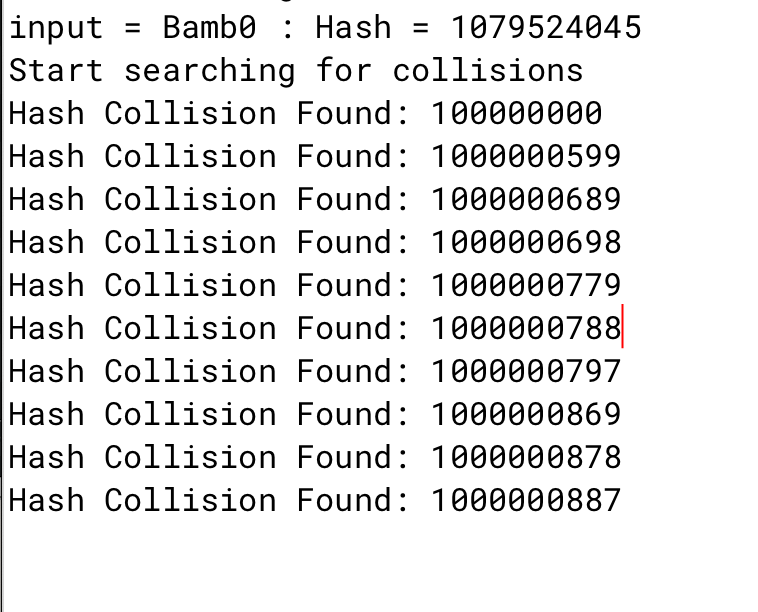 input = Bamb0 : Hash = 1079524045
Start searching for collisions
Hash Collision Found: 100000000
Hash Collision Found: 1000000599
Hash Collision Found: 1000000689
Hash Collision Found: 1000000698
Hash Collision Found: 1000000779
Hash Collision Found: 1000000788
Hash Collision Found: 1000000797
Hash Collision Found: 1000000869
Hash Collision Found: 1000000878
Hash Collision Found: 1000000887